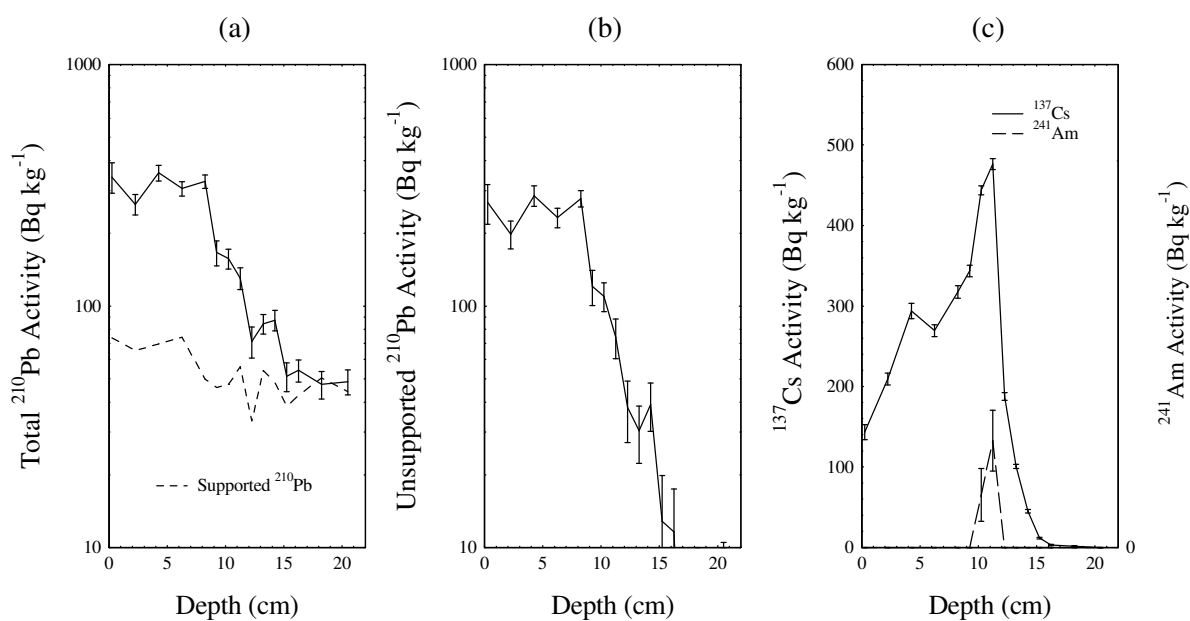 (a)
Total ²¹⁰Pb Activity (Bq kg⁻¹)
1000
100
10
Supported ²¹⁰Pb
0 5 10 15 20
Depth (cm)
(b)
Unsupported ²¹⁰Pb Activity (Bq kg⁻¹)
1000
100
10
0 5 10 15 20
Depth (cm)
(c)
¹³⁷Cs Activity (Bq kg⁻¹)
600
500
400
300
200
100
0
¹³⁷Cs
²⁴¹Am
0
²⁴¹Am Activity (Bq kg⁻¹)
0 5 10 15 20
Depth (cm)